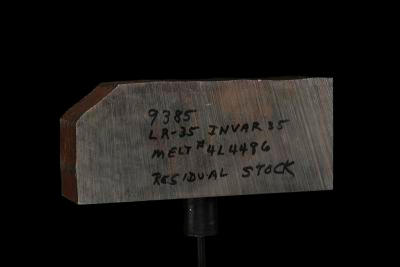 9385
LR-35 INVAR 35
MELT #4L4496
RESIDUAL STOCK